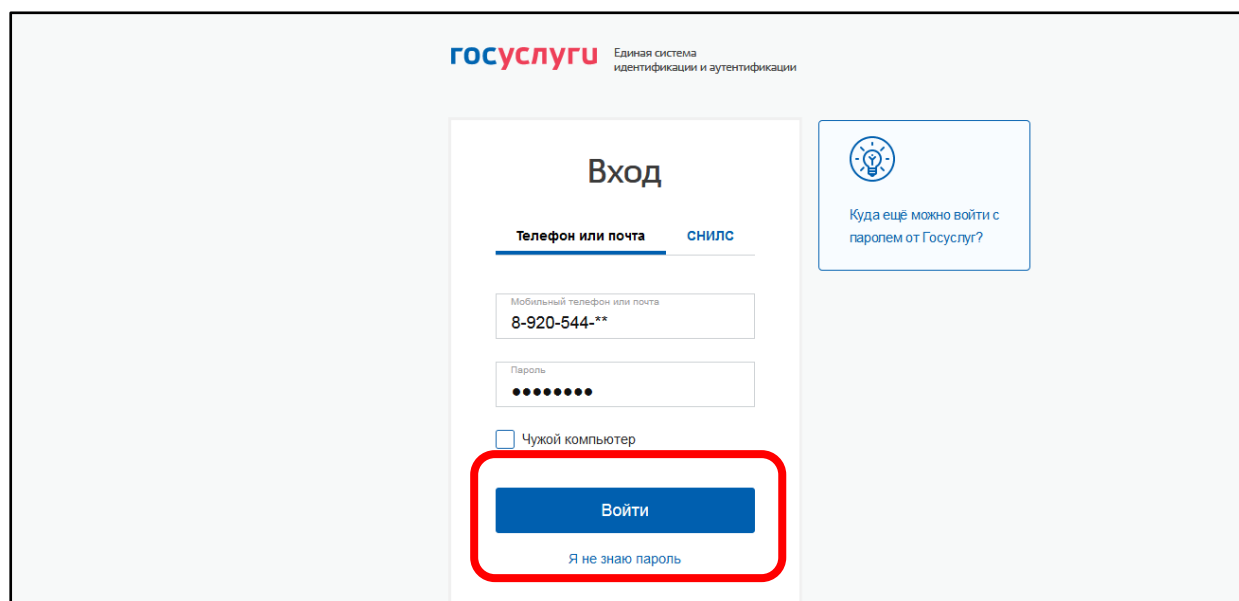 госуслуги
Единая система
идентификации и аутентификации
Вход
Телефон или почта
СНИЛС
Мобильный телефон или почта
8-920-544-**
Пароль
Чужой компьютер
Войти
Я не знаю пароль
Куда ещё можно войти с
паролем от Госуслуг?